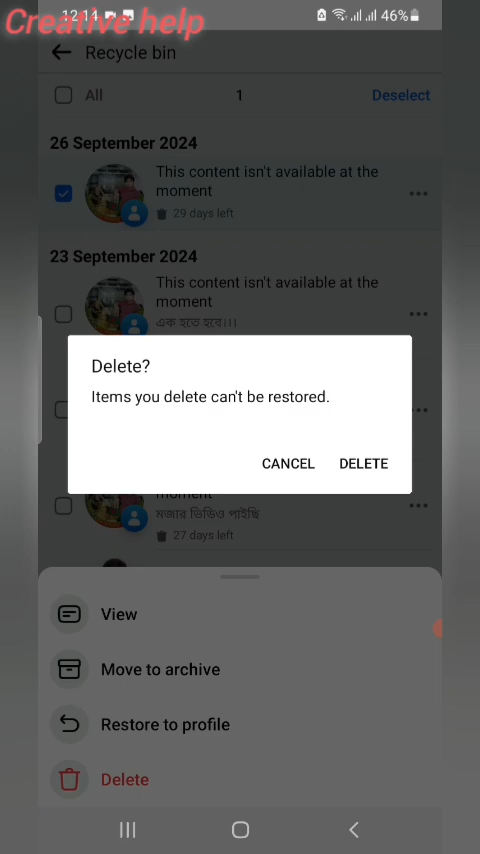 Creative help
12:14
46%
Recycle bin
All
1
Deselect
26 September 2024
This content isn't available at the
moment
29 days left
23 September 2024
This content isn't available at the
moment
এক হতে হবে।।।
Delete?
Items you delete can't be restored.
CANCEL
DELETE
moment
মজার ভিডিও পাইছি
27 days left
View
Move to archive
Restore to profile
Delete